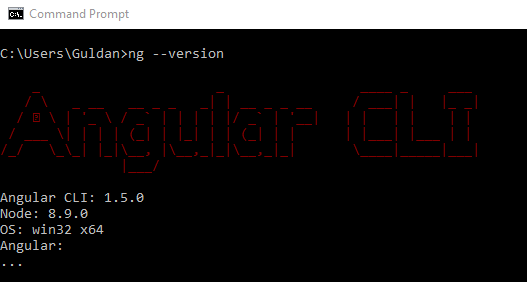 Command Prompt
C:\Users\Guldan>ng --version
Angular CLI
Angular CLI: 1.5.0
Node: 8.9.0
OS: win32 x64
Angular:
...